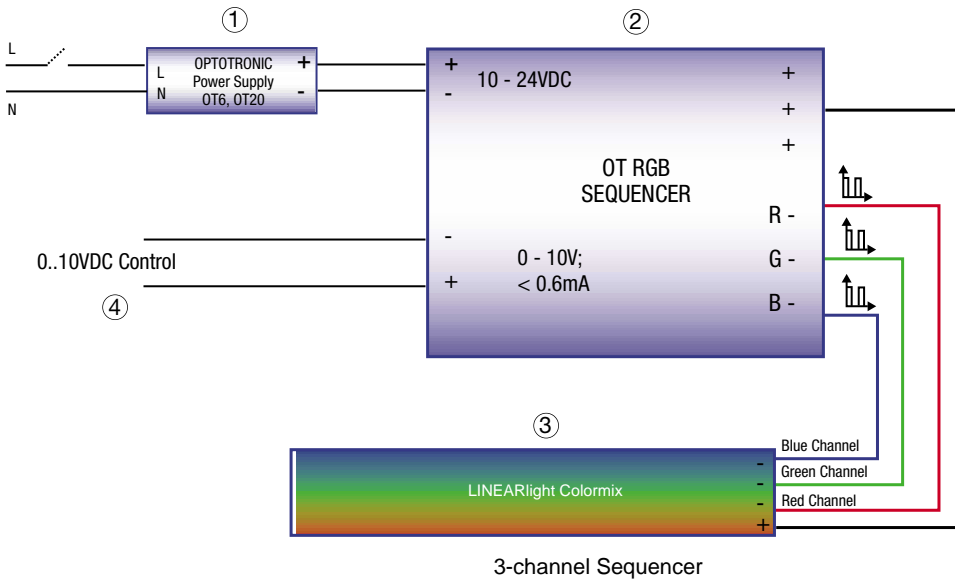 ①
②
L
N
L
N
OPTOTRONIC
Power Supply
OT6, OT20
+
-
+
-
10 - 24VDC
+
+
+
OT RGB
SEQUENCER
R -
G -
B -
0..10VDC Control
④
-
+
0 - 10V;
< 0.6mA
③
LINEARlight Colormix
-
-
-
+
Blue Channel
Green Channel
Red Channel
3-channel Sequencer